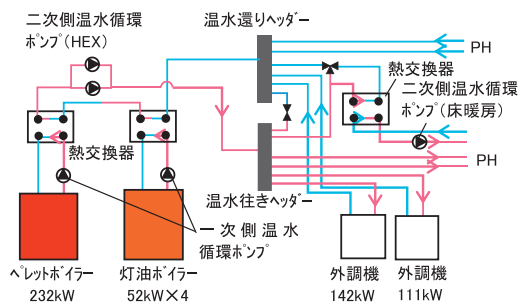 二次側温水循環
ポンプ(HEX)
温水還りヘッダー
PH
熱交換器
二次側温水循環
ポンプ(床暖房)
熱交換器
PH
温水往きヘッダー
一次側温水
循環ポンプ
ペレットボイラー
232kW
灯油ボイラー
52kW×4
外調機
142kW
外調機
111kW